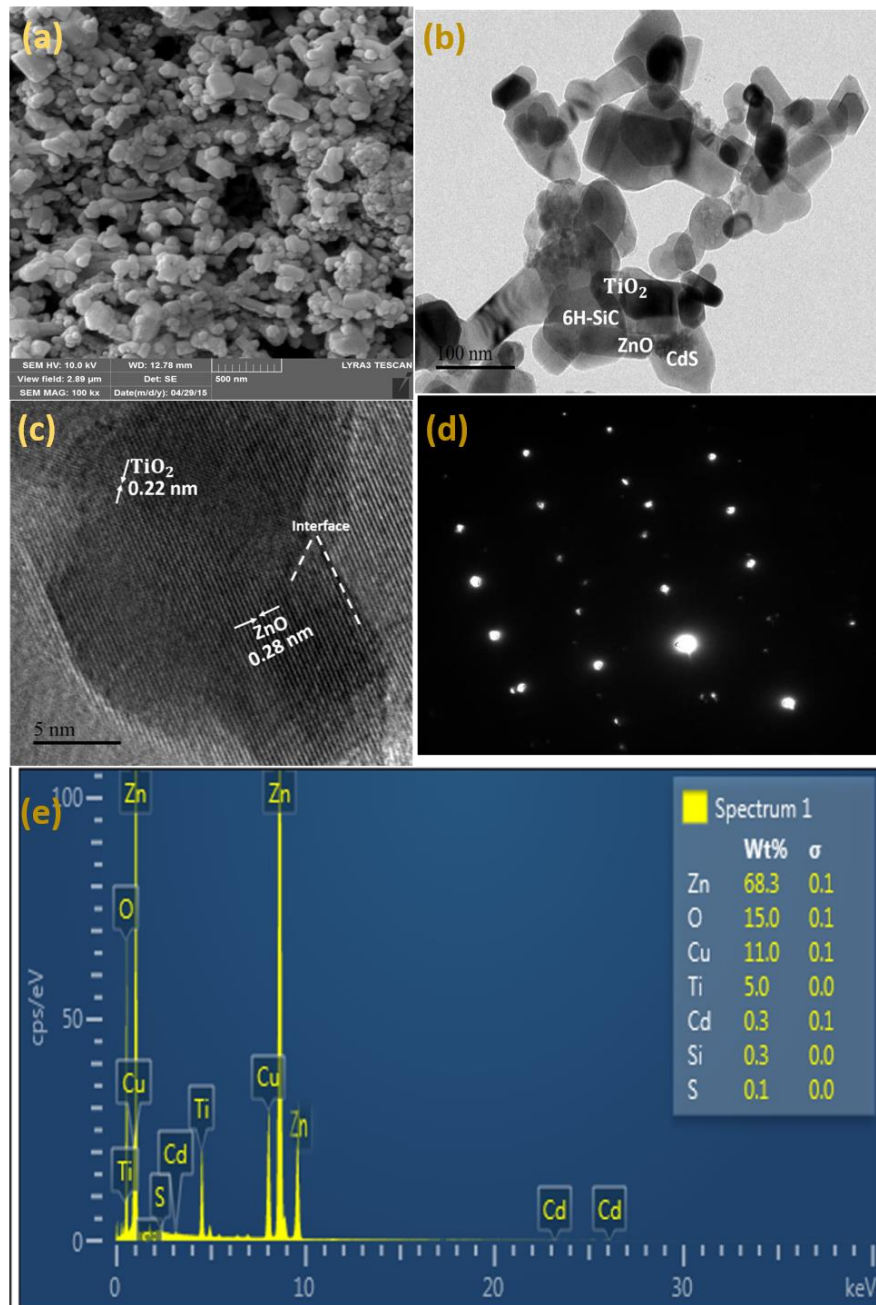 (a)
SEM HV: 10.0 kV WD: 12.78 mm LYRA3 TESCAN
View field: 2.89 µm Det: SE 500 nm
SEM MAG: 100 kx Date(m/d/y): 04/29/15
(b)
TiO₂
6H-SiC
ZnO
CdS
100 nm
(c)
TiO₂
0.22 nm
Interface
ZnO
0.28 nm
5 nm
(d)
(e)
cps/eV
100
50
0
Zn
Zn
O
Cu
Ti
S
Cd
Ti
Cu
Zn
Cd
Cd
0 10 20 30 keV
Spectrum 1
Wt% σ
Zn 68.3 0.1
O 15.0 0.1
Cu 11.0 0.1
Ti 5.0 0.0
Cd 0.3 0.1
Si 0.3 0.0
S 0.1 0.0